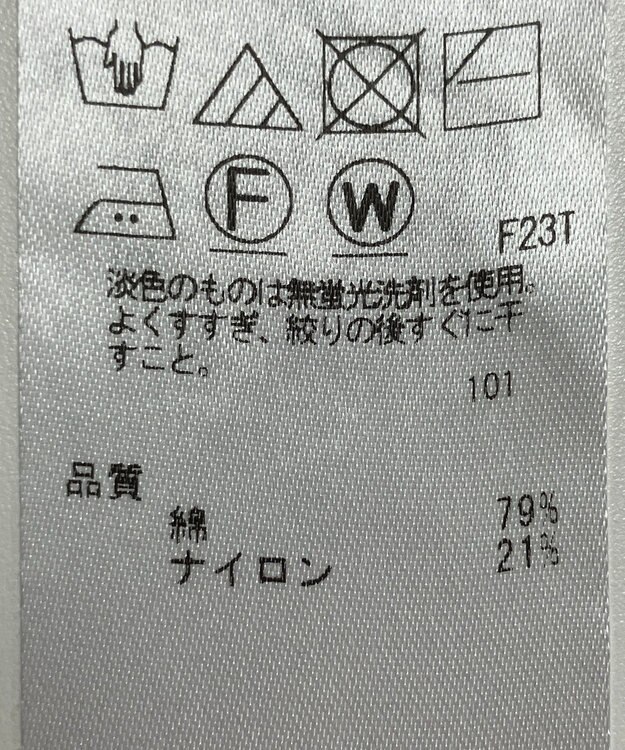 F W
F23T
淡色のものは無蛍光洗剤を使用。
よくすすぎ、絞りの後すぐに干
すこと。
101
品質
綿 79%
ナイロン 21%